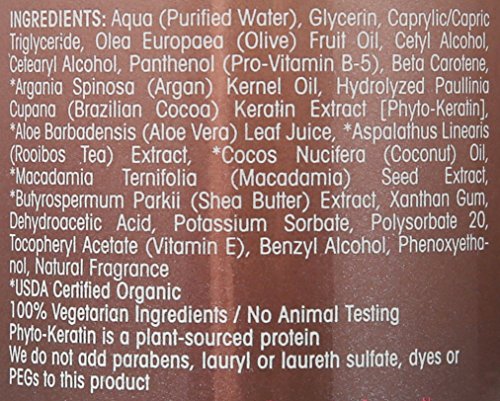 INGREDIENTS: Aqua (Purified Water), Glycerin, Caprylic/Capric
Triglyceride, Olea Europaea (Olive) Fruit Oil, Cetyl Alcohol,
Cetearyl Alcohol, Panthenol (Pro-Vitamin B-5), Beta Carotene,
*Argania Spinosa (Argan) Kernel Oil, Hydrolyzed Paullinia
Cupana (Brazilian Cocoa) Keratin Extract [Phyto-Keratin],
*Aloe Barbadensis (Aloe Vera) Leaf Juice, *Aspalathus Linearis
(Rooibos Tea) Extract, *Cocos Nucifera (Coconut) Oil,
*Macadamia Ternifolia (Macadamia) Seed Extract,
*Butyrospermum Parkii (Shea Butter) Extract, Xanthan Gum,
Dehydroacetic Acid, Potassium Sorbate, Polysorbate 20,
Tocopheryl Acetate (Vitamin E), Benzyl Alcohol, Phenoxyetha-
nol, Natural Fragrance
*USDA Certified Organic
100% Vegetarian Ingredients / No Animal Testing
Phyto-Keratin is a plant-sourced protein
We do not add parabens, lauryl or laureth sulfate, dyes or
PEGs to this product